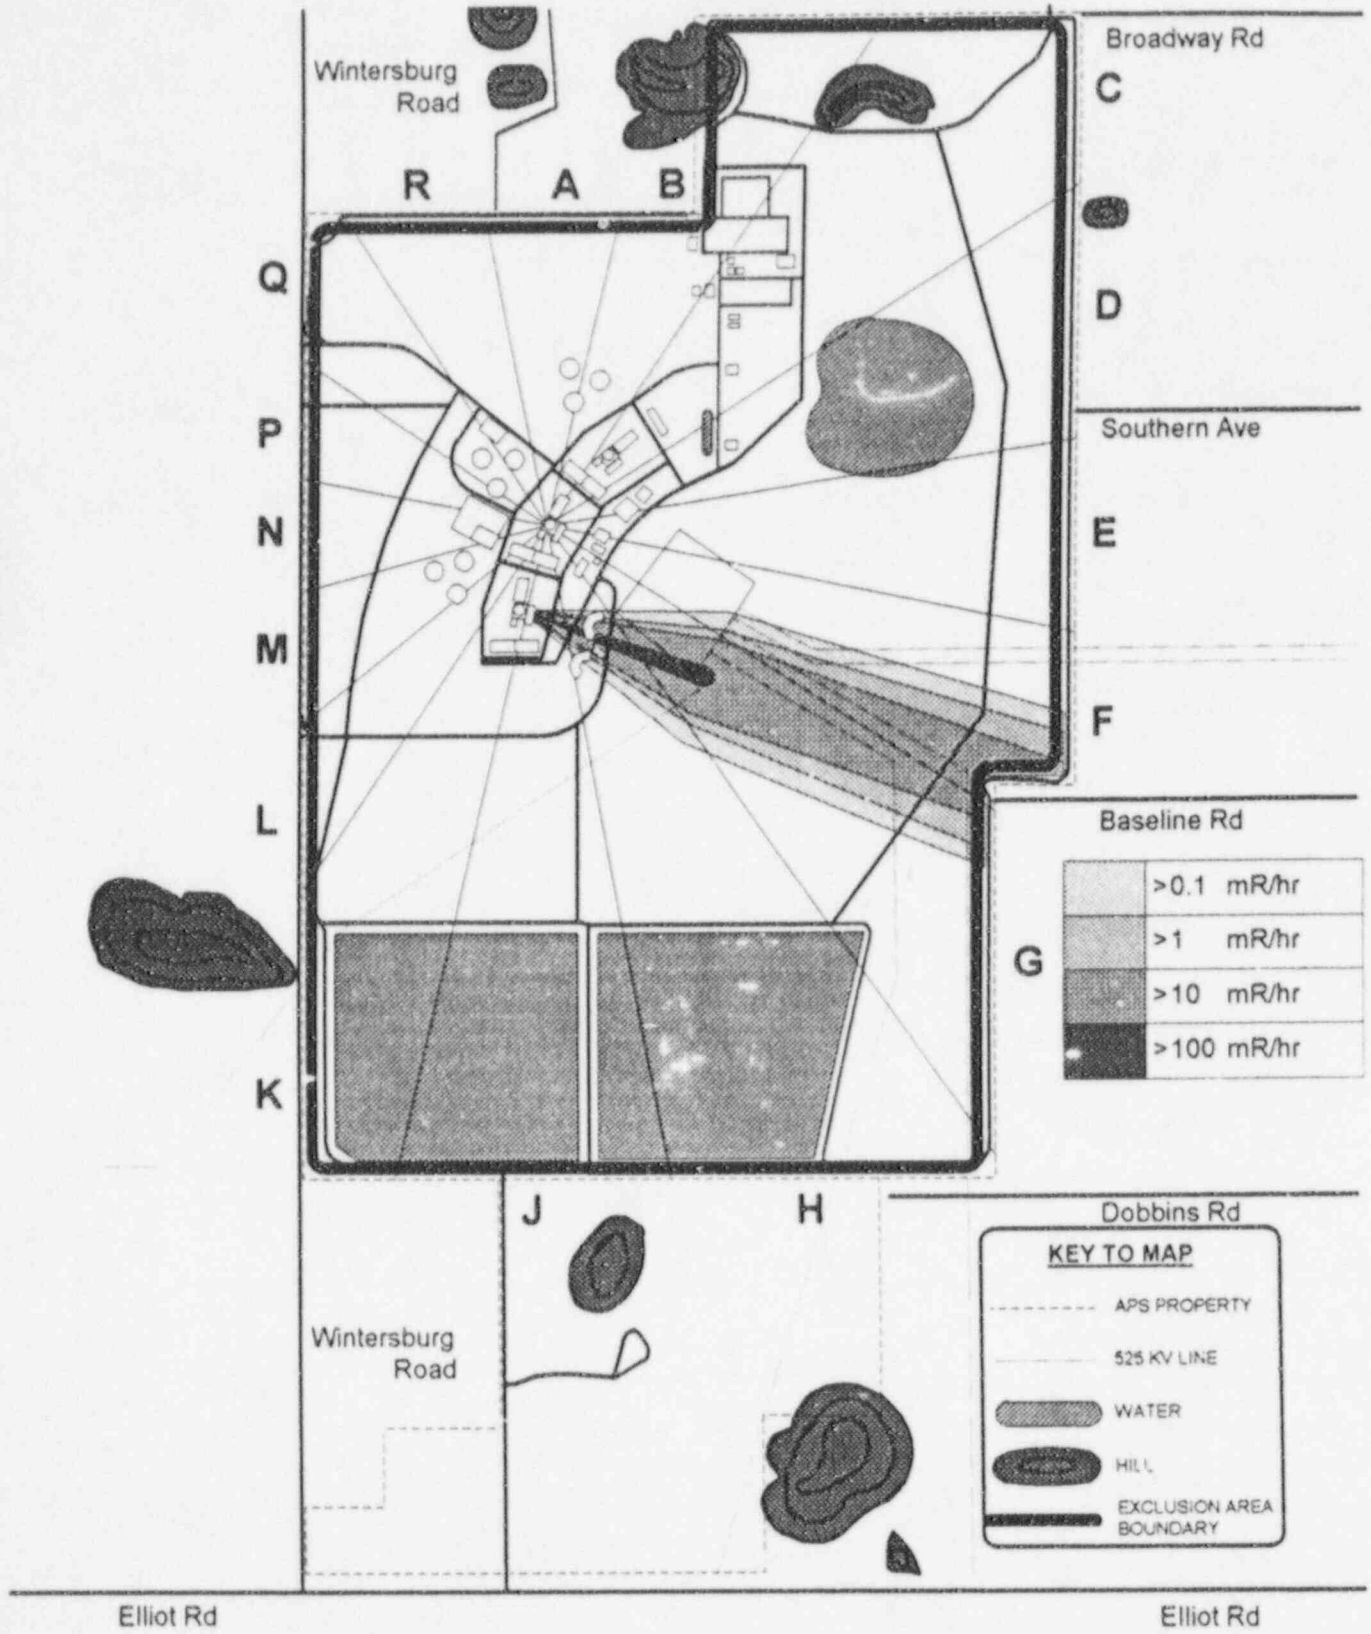 Broadway Rd
Wintersburg
Road
C
R
A
B
Q
D
P
Southern Ave
N
E
M
F
L
Baseline Rd
>0.1 mR/hr
>1 mR/hr
>10 mR/hr
>100 mR/hr
G
K
J
H
Dobbins Rd
KEY TO MAP
APS PROPERTY
525 KV LINE
WATER
HILL
EXCLUSION AREA
BOUNDARY
Wintersburg
Road
Elliot Rd
Elliot Rd